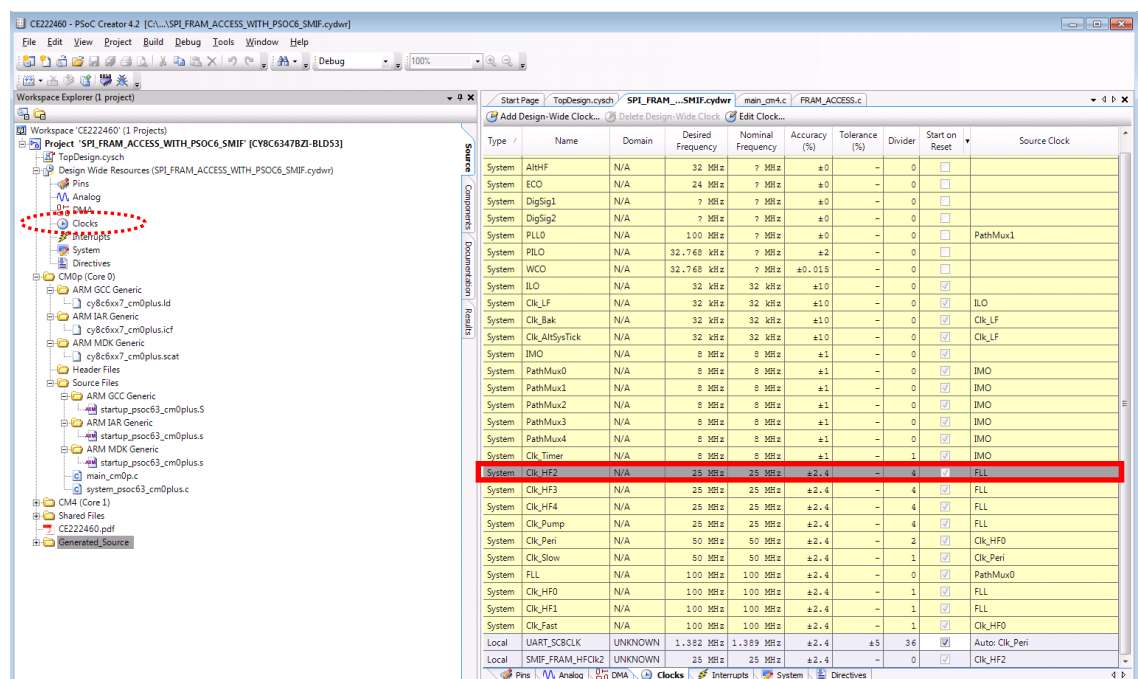 CE222460 - PSoC Creator 4.2 [C:\...\SPI_FRAM_ACCESS_WITH_PSOC6_SMIF.cydwr]
File Edit View Project Build Debug Tools Window Help
Debug 100%
Workspace Explorer (1 project)
Workspace 'CE222460' (1 Projects)
Project 'SPI_FRAM_ACCESS_WITH_PSOC6_SMIF' [CY8C6347BZI-BLD53]
TopDesign.cysch
Design Wide Resources (SPI_FRAM_ACCESS_WITH_PSOC6_SMIF.cydwr)
Pins
Analog
DMA
Clocks
Interrupts
System
Directives
CM0p (Core 0)
ARM GCC Generic
cy8c6xx7_cm0plus.ld
ARM IAR Generic
cy8c6xx7_cm0plus.icf
ARM MDK Generic
cy8c6xx7_cm0plus.scat
Header Files
Source Files
ARM GCC Generic
startup_psoc63_cm0plus.S
ARM IAR Generic
startup_psoc63_cm0plus.s
ARM MDK Generic
startup_psoc63_cm0plus.s
main_cm0p.c
system_psoc63_cm0plus.c
CM4 (Core 1)
Shared Files
CE222460.pdf
Generated_Source
Source
Components
Documentation
Results
Start Page TopDesign.cysch SPI_FRAM_...SMIF.cydwr main_cm4.c FRAM_ACCESS.c
Add Design-Wide Clock... Delete Design-Wide Clock Edit Clock...
Type / Name Domain Desired Frequency Nominal Frequency Accuracy (%) Tolerance (%) Divider Start on Reset Source Clock
System AltHF N/A 32 MHz ? MHz ±0 - 0
System ECO N/A 24 MHz ? MHz ±0 - 0
System DigSig1 N/A ? MHz ? MHz ±0 - 0
System DigSig2 N/A ? MHz ? MHz ±0 - 0
System PLL0 N/A 100 MHz ? MHz ±0 - 0 PathMux1
System PILO N/A 32.768 kHz ? MHz ±2 - 0
System WCO N/A 32.768 kHz ? MHz ±0.015 - 0
System ILO N/A 32 kHz 32 kHz ±10 - 0
System Clk_LF N/A 32 kHz 32 kHz ±10 - 0 ILO
System Clk_Bak N/A 32 kHz 32 kHz ±10 - 0 Clk_LF
System Clk_AltSysTick N/A 32 kHz 32 kHz ±10 - 0 Clk_LF
System IMO N/A 8 MHz 8 MHz ±1 - 0
System PathMux0 N/A 8 MHz 8 MHz ±1 - 0 IMO
System PathMux1 N/A 8 MHz 8 MHz ±1 - 0 IMO
System PathMux2 N/A 8 MHz 8 MHz ±1 - 0 IMO
System PathMux3 N/A 8 MHz 8 MHz ±1 - 0 IMO
System PathMux4 N/A 8 MHz 8 MHz ±1 - 0 IMO
System Clk_Timer N/A 8 MHz 8 MHz ±1 - 1 IMO
System Clk_HF2 N/A 25 MHz 25 MHz ±2.4 - 4 FLL
System Clk_HF3 N/A 25 MHz 25 MHz ±2.4 - 4 FLL
System Clk_HF4 N/A 25 MHz 25 MHz ±2.4 - 4 FLL
System Clk_Pump N/A 25 MHz 25 MHz ±2.4 - 4 FLL
System Clk_Peri N/A 50 MHz 50 MHz ±2.4 - 2 Clk_HF0
System Clk_Slow N/A 50 MHz 50 MHz ±2.4 - 1 Clk_Peri
System FLL N/A 100 MHz 100 MHz ±2.4 - 0 PathMux0
System Clk_HF0 N/A 100 MHz 100 MHz ±2.4 - 1 FLL
System Clk_HF1 N/A 100 MHz 100 MHz ±2.4 - 1 FLL
System Clk_Fast N/A 100 MHz 100 MHz ±2.4 - 1 Clk_HF0
Local UART_SCBCLK UNKNOWN 1.382 MHz 1.389 MHz ±2.4 ±5 36 Auto: Clk_Peri
Local SMIF_FRAM_HFClk2 UNKNOWN 25 MHz 25 MHz ±2.4 - 0 Clk_HF2
Pins Analog DMA Clocks Interrupts System Directives